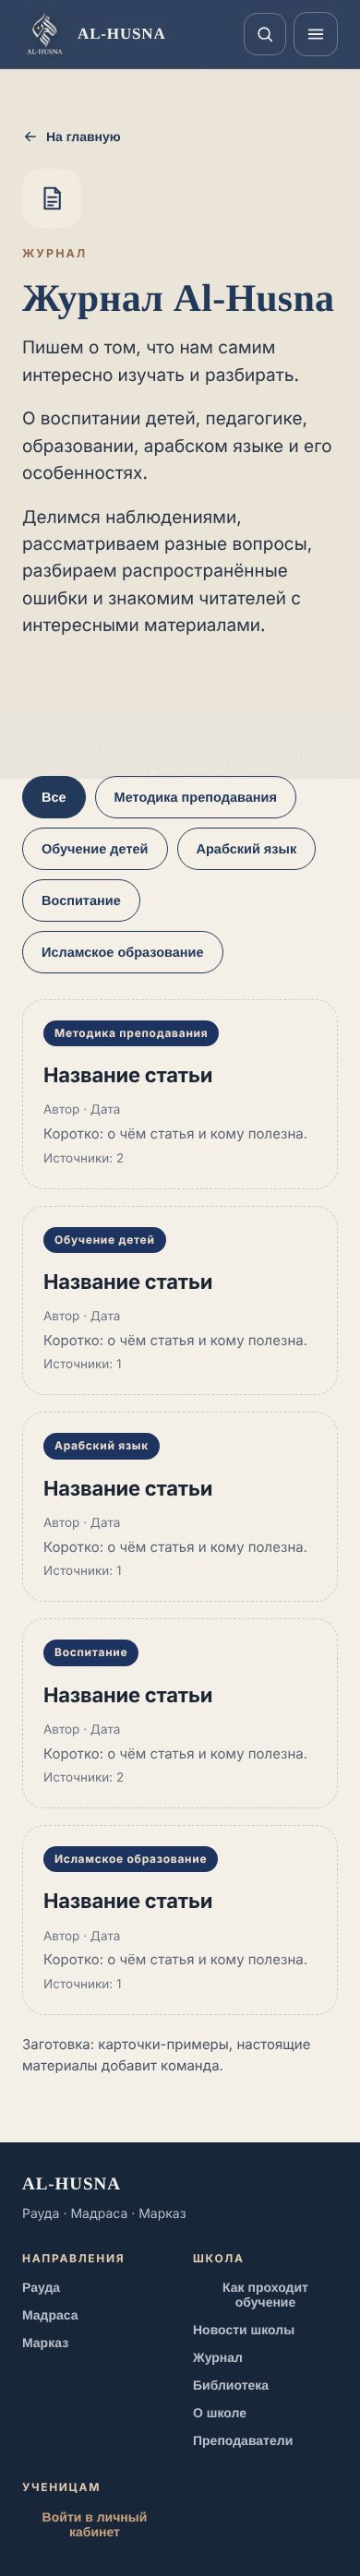 AL-HUSNA
AL-HUSNA
На главную
ЖУРНАЛ
Журнал Al-Husna
Пишем о том, что нам самим
интересно изучать и разбирать.
О воспитании детей, педагогике,
образовании, арабском языке и его
особенностях.
Делимся наблюдениями,
рассматриваем разные вопросы,
разбираем распространённые
ошибки и знакомим читателей с
интересными материалами.
Все
Методика преподавания
Обучение детей
Арабский язык
Воспитание
Исламское образование
Методика преподавания
Название статьи
Автор · Дата
Коротко: о чём статья и кому полезна.
Источники: 2
Обучение детей
Название статьи
Автор · Дата
Коротко: о чём статья и кому полезна.
Источники: 1
Арабский язык
Название статьи
Автор · Дата
Коротко: о чём статья и кому полезна.
Источники: 1
Воспитание
Название статьи
Автор · Дата
Коротко: о чём статья и кому полезна.
Источники: 2
Исламское образование
Название статьи
Автор · Дата
Коротко: о чём статья и кому полезна.
Источники: 1
Заготовка: карточки-примеры, настоящие
материалы добавит команда.
AL-HUSNA
Рауда · Мадраса · Марказ
НАПРАВЛЕНИЯ
Рауда
Мадраса
Марказ
ШКОЛА
Как проходит
обучение
Новости школы
Журнал
Библиотека
О школе
Преподаватели
УЧЕНИЦАМ
Войти в личный
кабинет